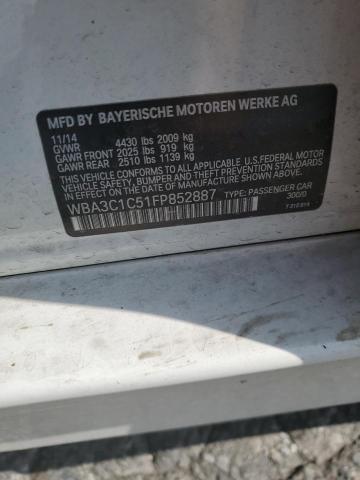 MFD BY BAYERISCHE MOTOREN WERKE AG
11/14
GVWR 4430 lbs 2009 kg
GAWR FRONT 2025 lbs 919 kg
GAWR REAR 2510 lbs 1139 kg
THIS VEHICLE CONFORMS TO ALL APPLICABLE U.S.FEDERAL MOTOR
VEHICLE SAFETY, BUMPER, AND THEFT PREVENTION
STANDARDS IN EFFECT ON THE DATE OF MANUFACTURE SHOWN ABOVE.
WBA3C1C51FP852887 TYPE: PASSENGER CAR
300/0